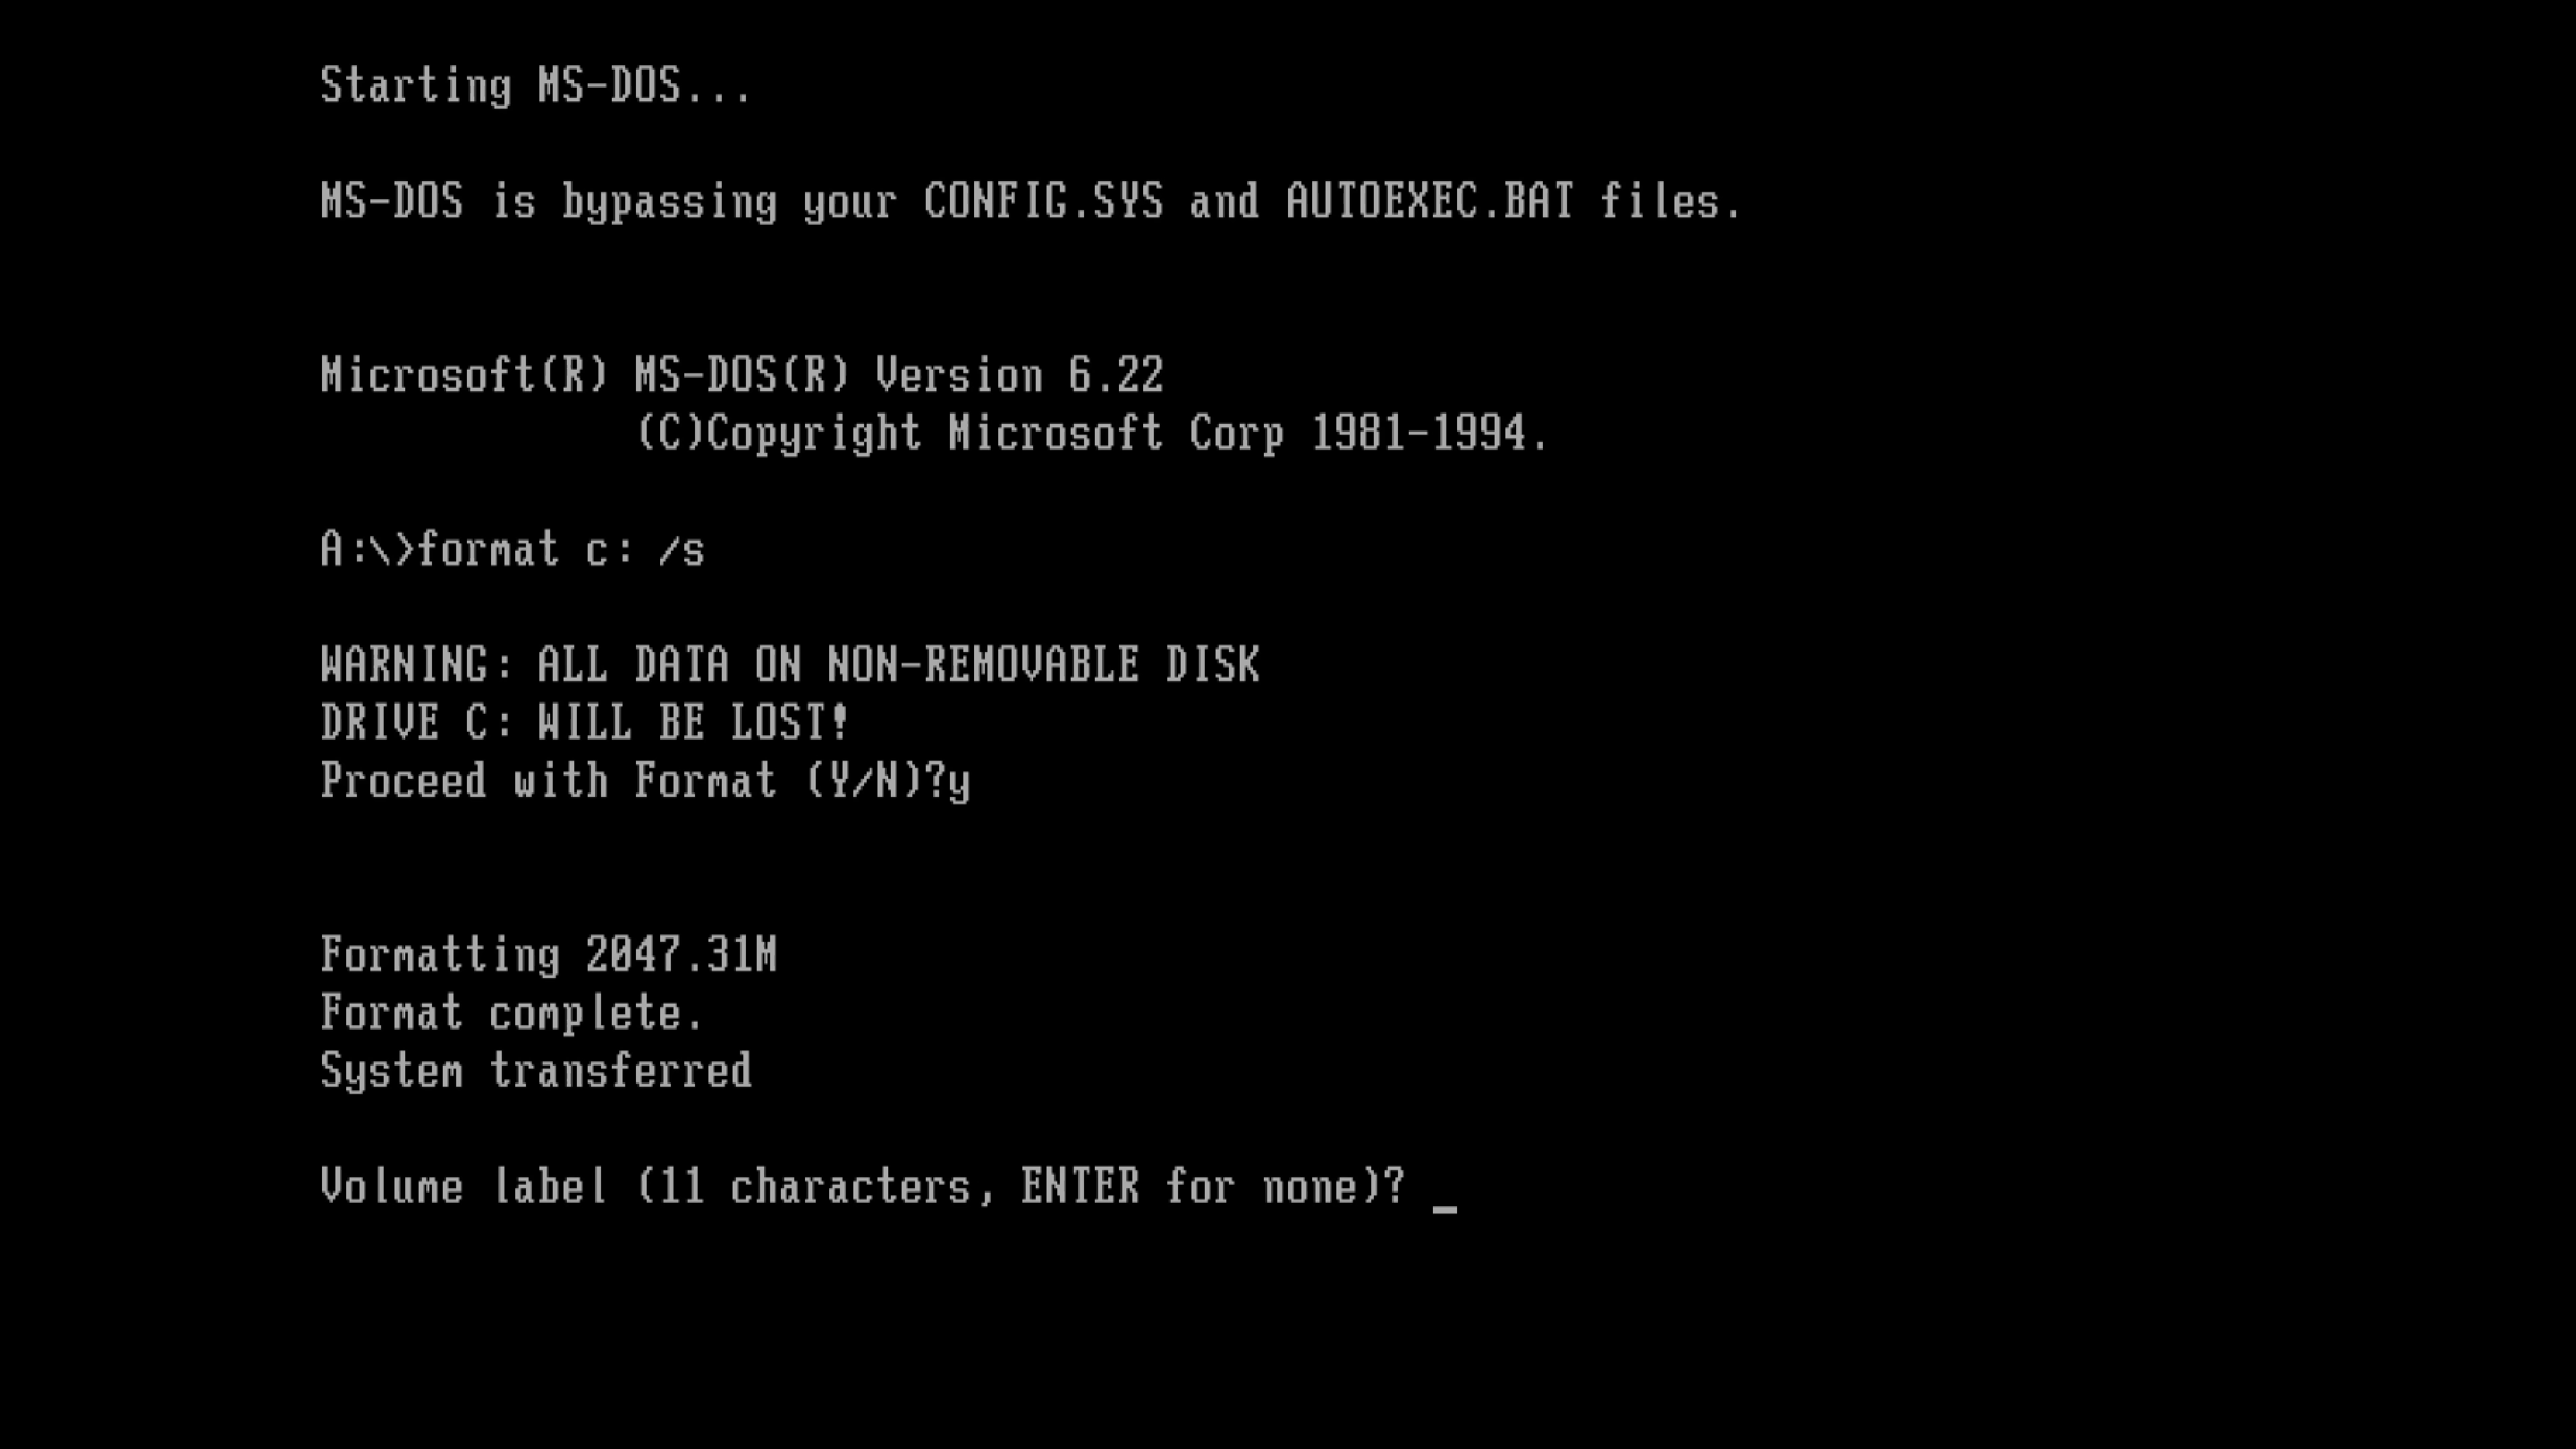 Starting MS-DOS...
MS-DOS is bypassing your CONFIG.SYS and AUTOEXEC.BAT files.
Microsoft(R) MS-DOS(R) Version 6.22
(C)Copyright Microsoft Corp 1981-1994.
A:\>format c: /s
WARNING: ALL DATA ON NON-REMOVABLE DISK
DRIVE C: WILL BE LOST!
Proceed with Format (Y/N)?y
Formatting 2047.31M
Format complete.
System transferred
Volume label (11 characters, ENTER for none)? _